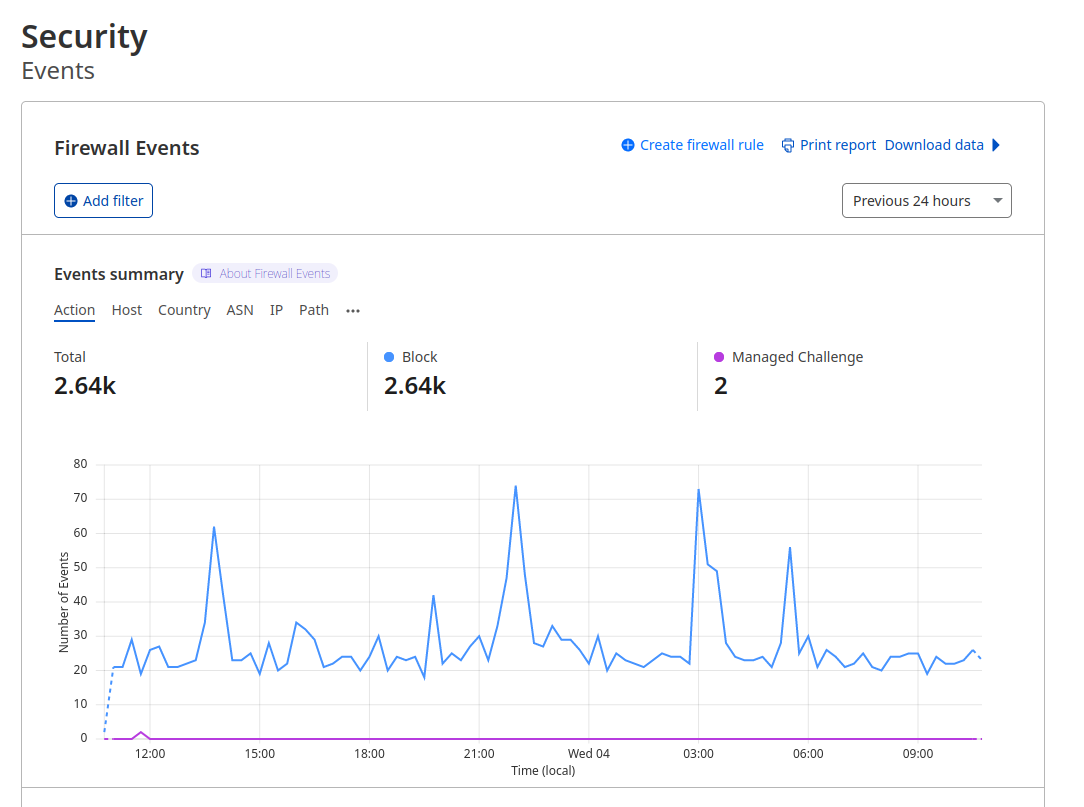 Security
Events
Firewall Events
Create firewall rule Print report Download data
Add filter
Previous 24 hours
Events summary About Firewall Events
Action Host Country ASN IP Path
Total Block Managed Challenge
2.64k 2.64k 2
80
70
60
50
40
30
20
10
0
Number of Events
12:00 15:00 18:00 21:00 Wed 04 03:00 06:00 09:00
Time (local)